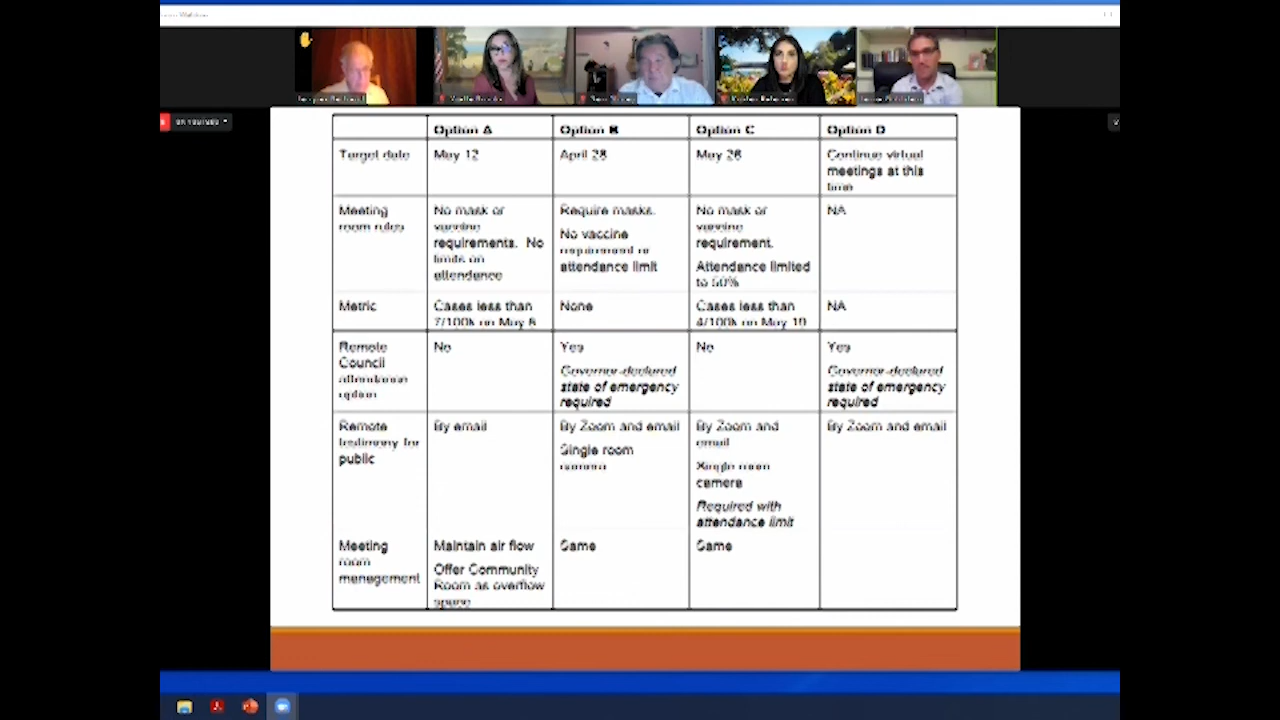 Option A
Option B
Option C
Option D
Target date
May 12
April 28
May 26
Continue virtual
meetings at this
time
Meeting
room rules
No mask or
vaccine
requirements. No
limits on
attendance
Require masks.
No vaccine
requirement or
attendance limit
No mask or
vaccine
requirement.
Attendance limited
to 50%
NA
Metric
Cases less than
7/100k on May 6
None
Cases less than
4/100k on May 19
NA
Remote
Council
attendance
option
No
Yes
Governor-declared
state of emergency
required
No
Yes
Governor-declared
state of emergency
required
Remote
testimony for
public
By email
By Zoom and email
Single room
camera
By Zoom and
email
Single room
camera
Required with
attendance limit
By Zoom and email
Meeting
room
management
Maintain air flow
Offer Community
Room as overflow
space
Same
Same